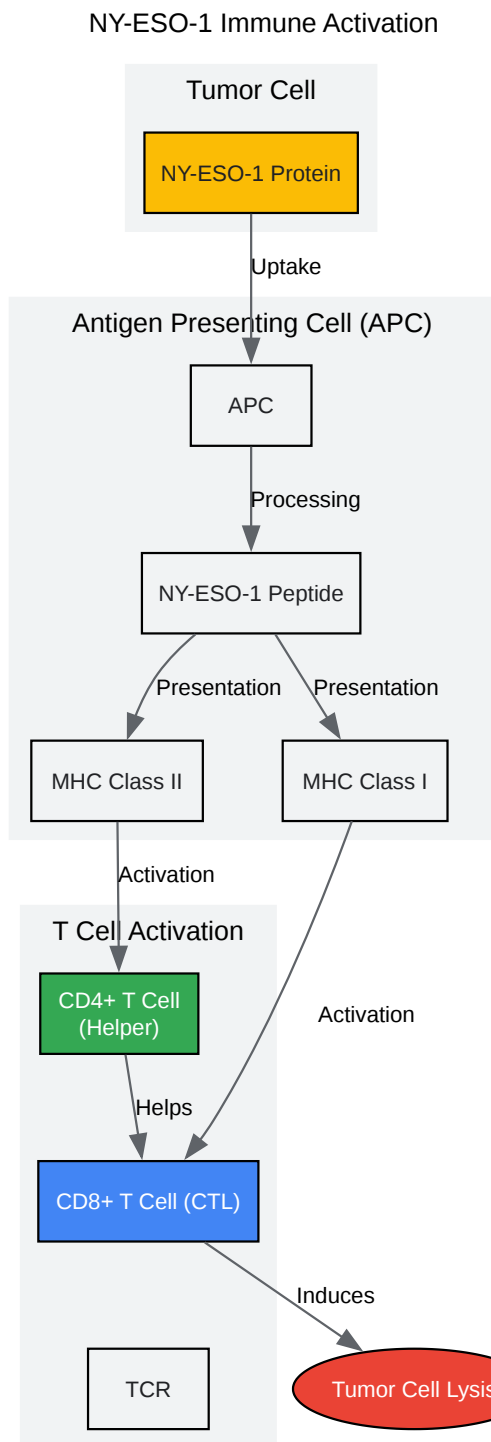 NY-ESO-1 Immune Activation
Tumor Cell
NY-ESO-1 Protein
Uptake
Antigen Presenting Cell (APC)
APC
Processing
NY-ESO-1 Peptide
Presentation
Presentation
MHC Class II
MHC Class I
Activation
T Cell Activation
CD4+ T Cell
(Helper)
Activation
Helps
CD8+ T Cell (CTL)
Induces
TCR
Tumor Cell Lysis